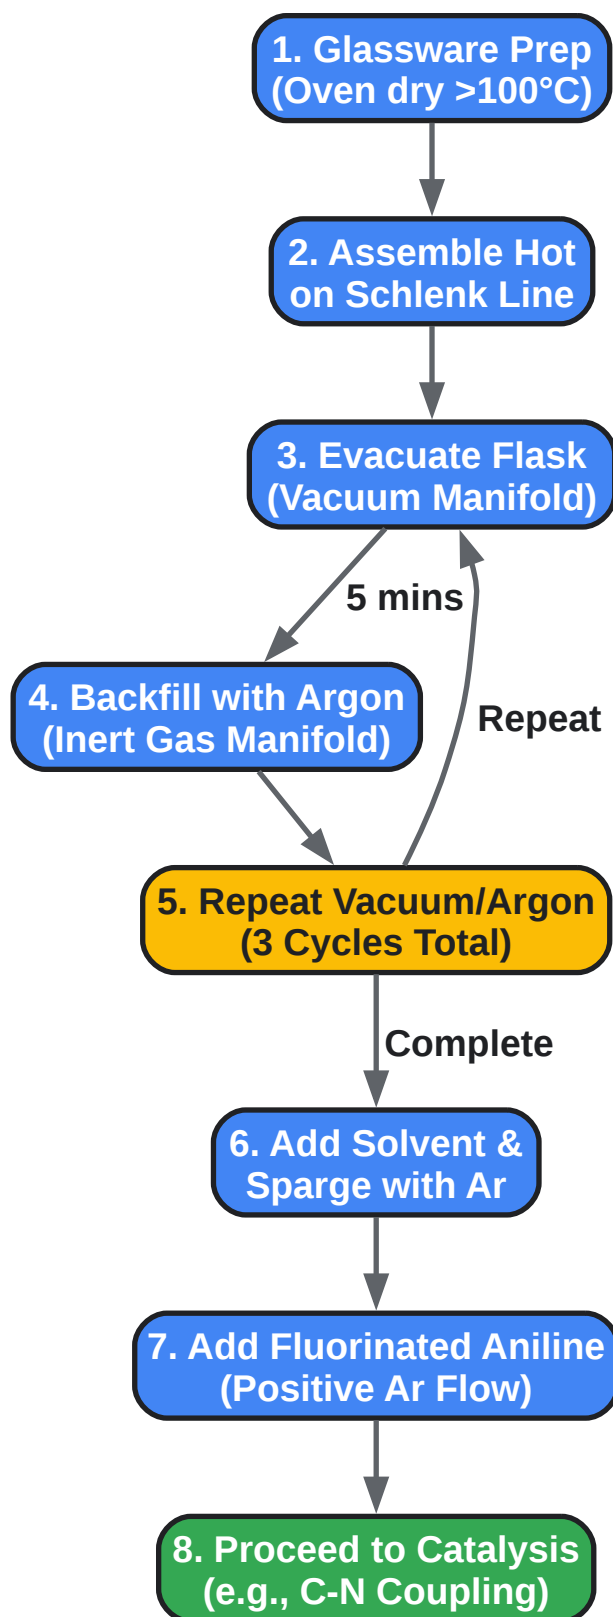 1. Glassware Prep
(Oven dry >100°C)
2. Assemble Hot
on Schlenk Line
3. Evacuate Flask
(Vacuum Manifold)
5 mins
4. Backfill with Argon
(Inert Gas Manifold)
Repeat
5. Repeat Vacuum/Argon
(3 Cycles Total)
Complete
6. Add Solvent &
Sparge with Ar
7. Add Fluorinated Aniline
(Positive Ar Flow)
8. Proceed to Catalysis
(e.g., C-N Coupling)